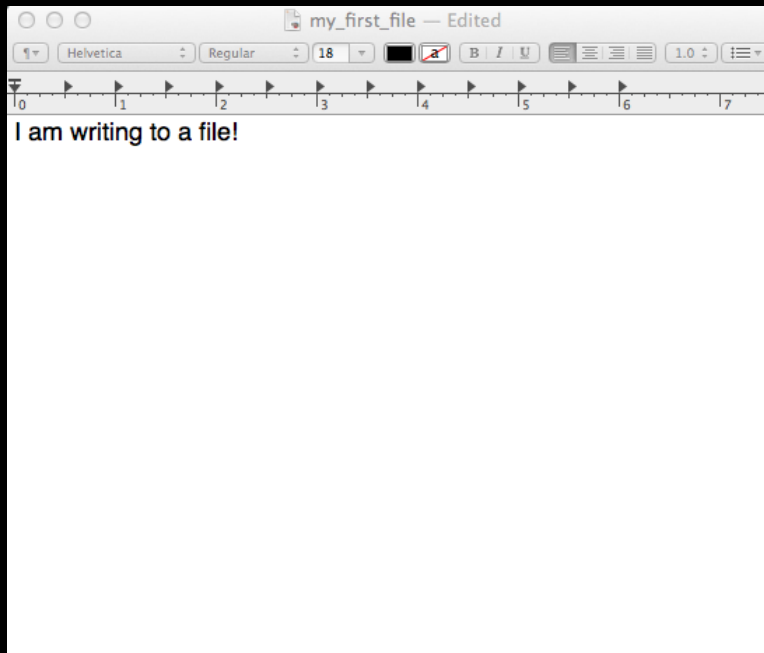 my_first_file — Edited
¶ Helvetica Regular 18 a B I U 1.0
0 1 2 3 4 5 6 7
I am writing to a file!